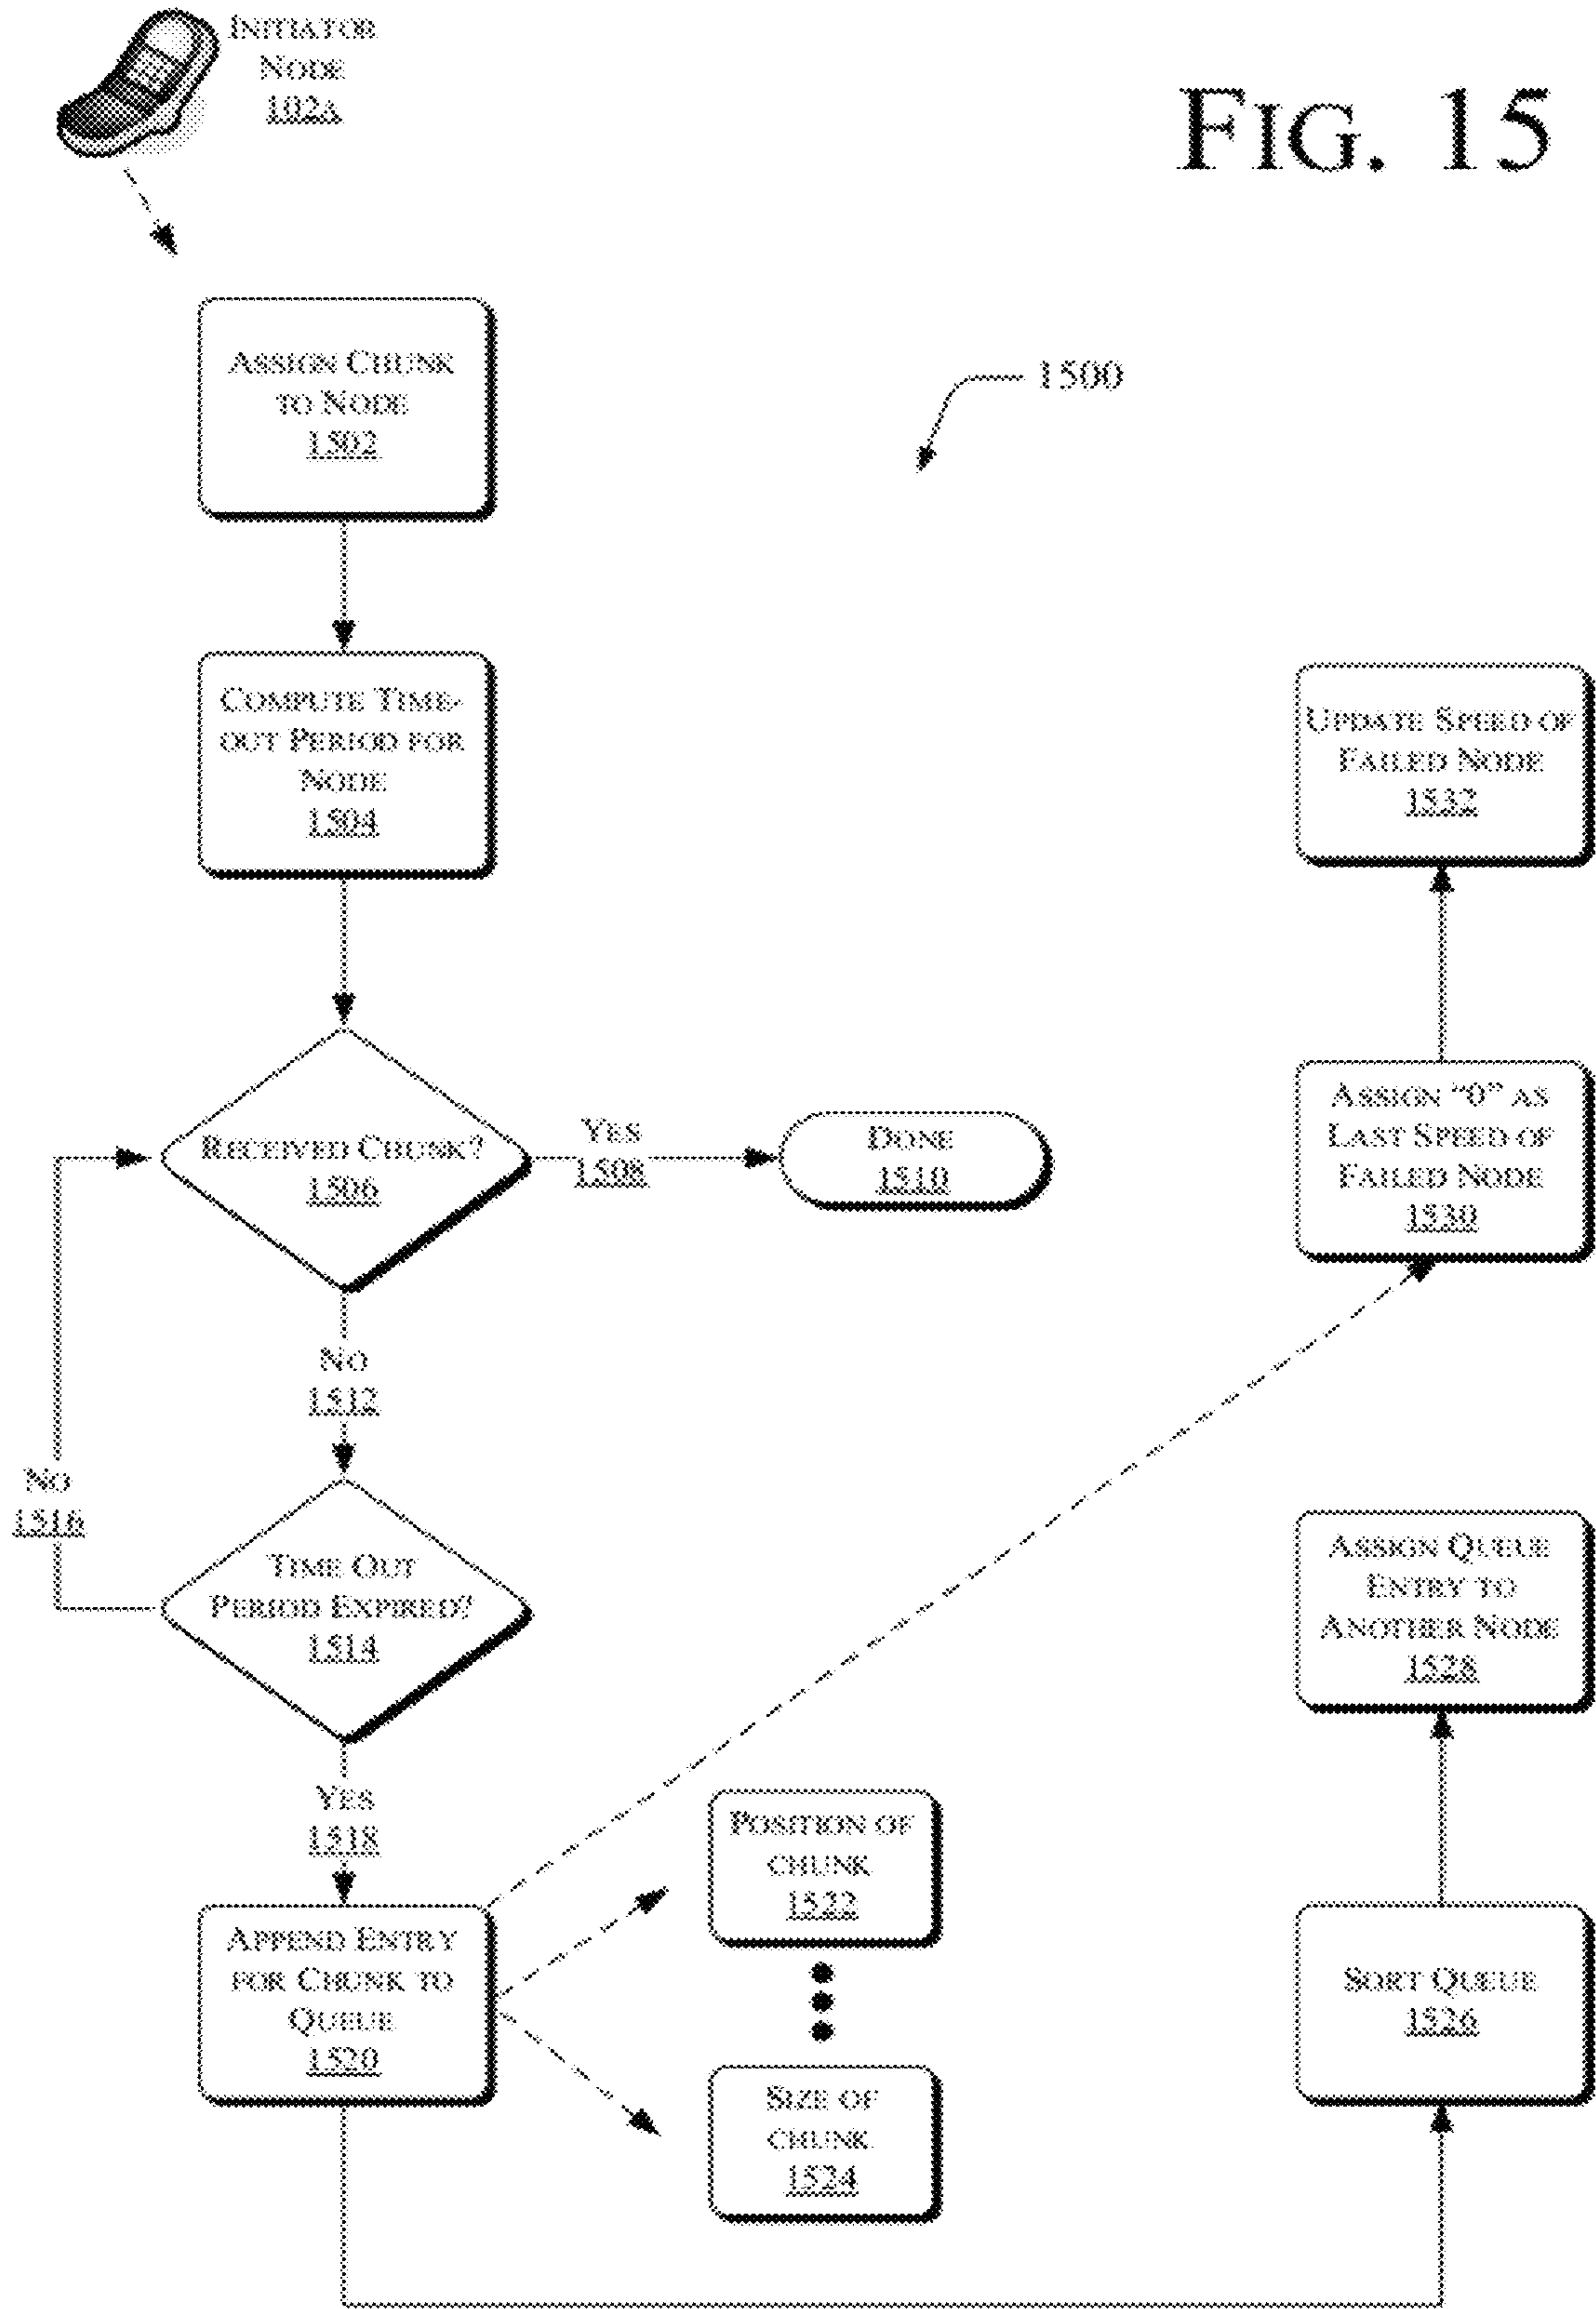 INITIATOR
NODE
102A
FIG. 15
ASSIGN CHUNK
TO NODE
1502
1500
COMPUTE TIME-
OUT PERIOD FOR
NODE
1504
UPDATE SPEED OF
FAILED NODE
1532
RECEIVED CHUNK?
1506
YES
1508
DONE
1510
ASSIGN “0” AS
LAST SPEED OF
FAILED NODE
1530
NO
1512
NO
1516
TIME OUT
PERIOD EXPIRED?
1514
ASSIGN QUEUE
ENTRY TO
ANOTHER NODE
1528
YES
1518
APPEND ENTRY
FOR CHUNK TO
QUEUE
1520
POSITION OF
CHUNK
1522
SIZE OF
CHUNK
1524
SORT QUEUE
1526